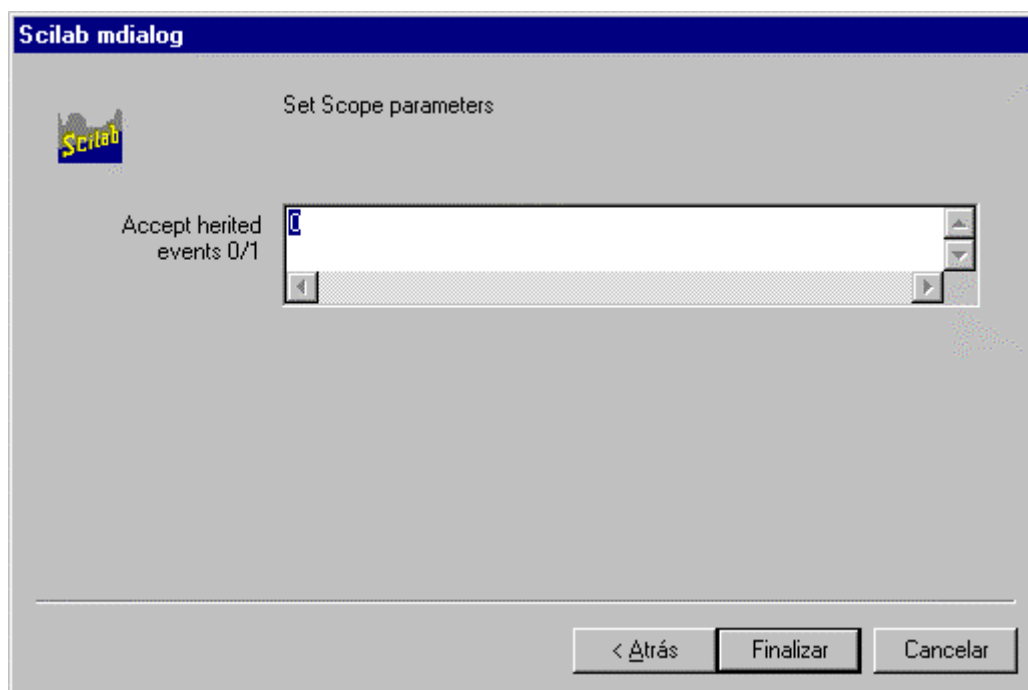 Scilab mdialog
Set Scope parameters
Scilab
Accept herited
events 0/1
0
< Atrás
Finalizar
Cancelar